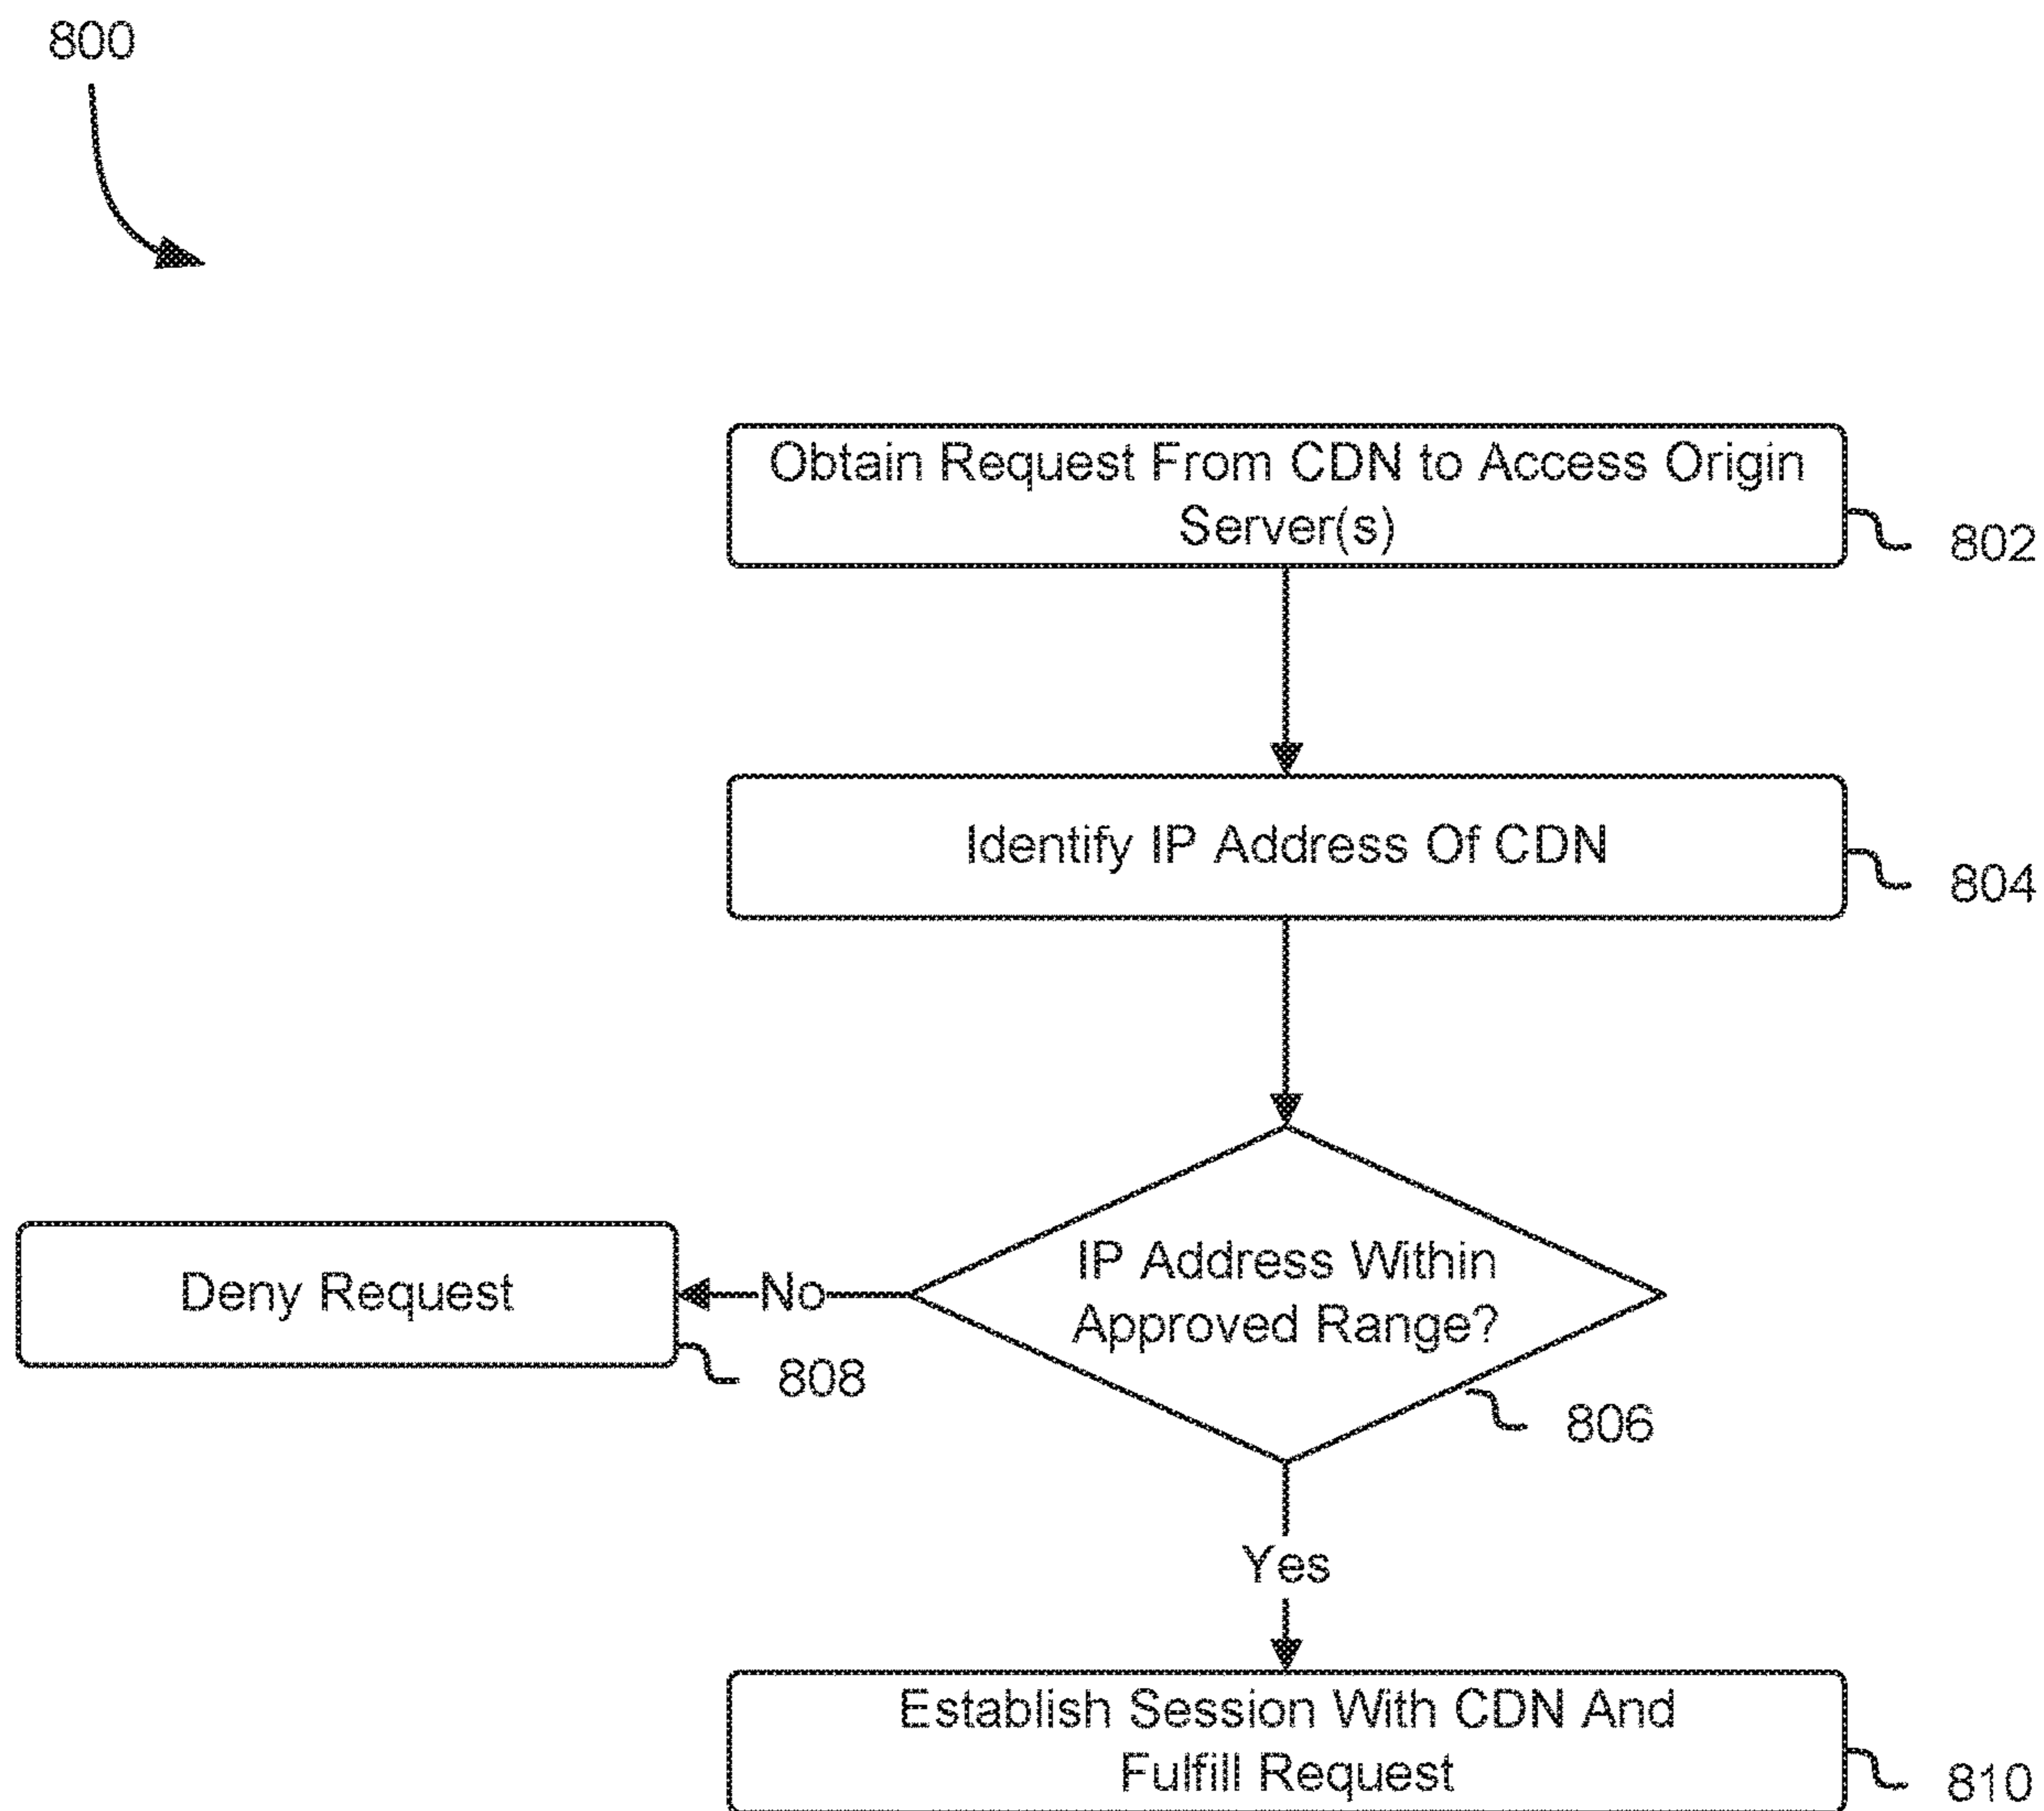 800
Obtain Request From CDN to Access Origin
Server(s)
802
Identify IP Address Of CDN
804
IP Address Within
Approved Range?
806
No
Deny Request
808
Yes
Establish Session With CDN And
Fulfill Request
810